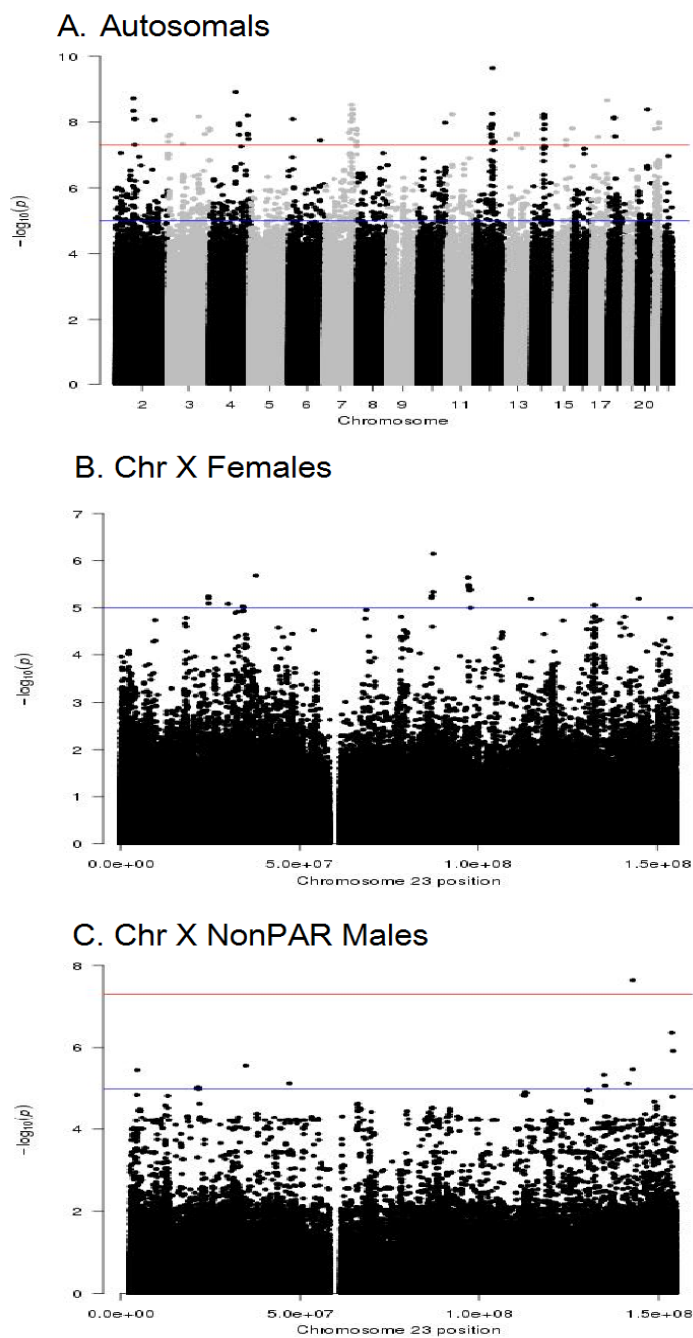 A. Autosomals
10
8
6
4
2
0
−log10(p)
2 3 4 5 6 7 8 9 11 13 15 17 20
Chromosome
B. Chr X Females
7
6
5
4
3
2
1
0
−log10(p)
0.0e+00 5.0e+07 1.0e+08 1.5e+08
Chromosome 23 position
C. Chr X NonPAR Males
8
6
4
2
0
−log10(p)
0.0e+00 5.0e+07 1.0e+08 1.5e+08
Chromosome 23 position